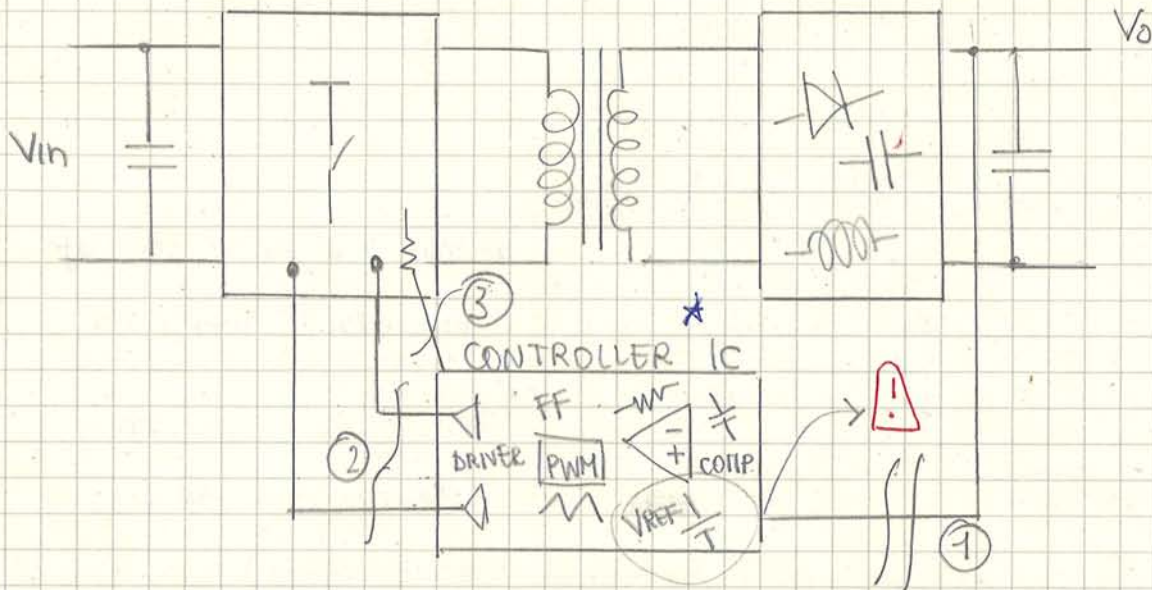 Vo
Vin
③
CONTROLLER IC
②
DRIVER
FF
PWM
- +
COMP.
VREF
!
①